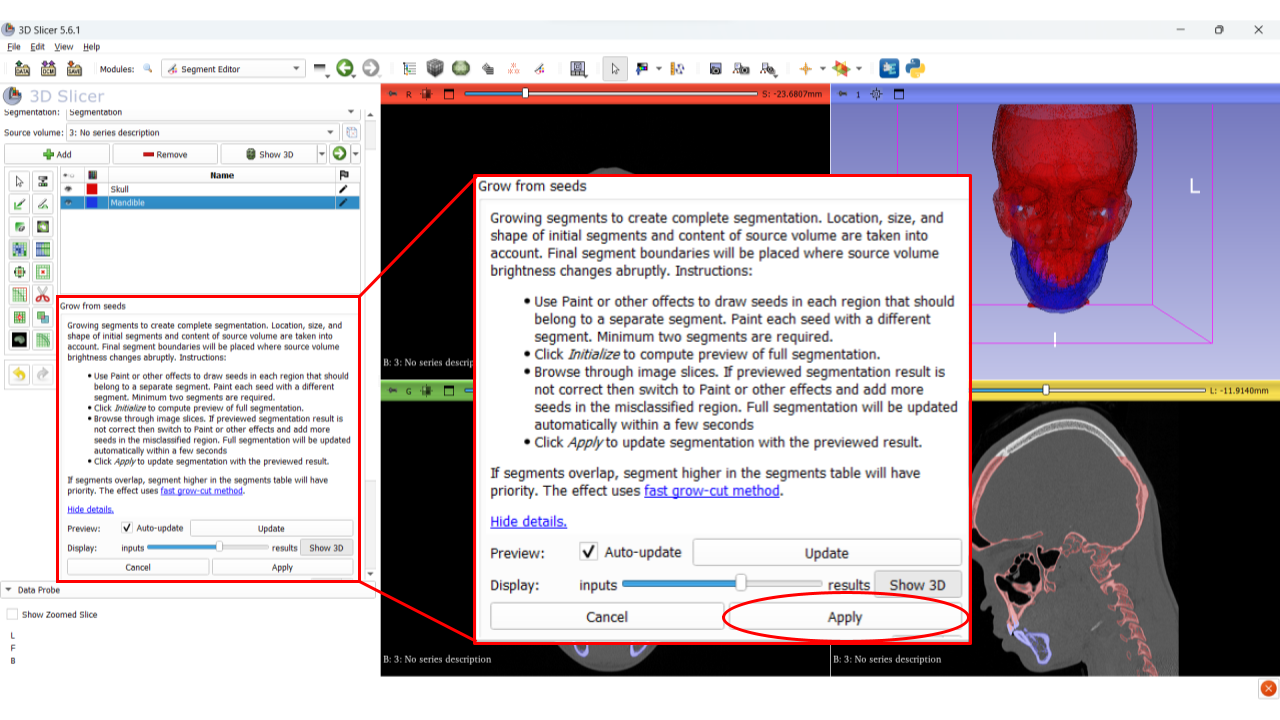 3D Slicer 5.6.1
File Edit View Help
DATA DCM SAVE Modules: Segment Editor
3D Slicer
Segmentation: Segmentation
Source volume: 3: No series description
Add Remove Show 3D
Name
Skull
Mandible
Grow from seeds
Growing segments to create complete segmentation. Location, size, and
shape of initial segments and content of source volume are taken into
account. Final segment boundaries will be placed where source volume
brightness changes abruptly. Instructions:
Use Paint or other effects to draw seeds in each region that should
belong to a separate segment. Paint each seed with a different
segment. Minimum two segments are required.
Click Initialize to compute preview of full segmentation.
Browse through image slices. If previewed segmentation result is
not correct then switch to Paint or other effects and add more
seeds in the misclassified region. Full segmentation will be updated
automatically within a few seconds
Click Apply to update segmentation with the previewed result.
If segments overlap, segment higher in the segments table will have
priority. The effect uses fast grow-cut method.
Hide details.
Preview: Auto-update Update
Display: inputs results Show 3D
Cancel Apply
Data Probe
Show Zoomed Slice
L
F
B
R S: -23.6807mm
B: 3: No series descrip
G
B: 3: No series description
1
L
I
L: -11.9140mm
B: 3: No series description
Grow from seeds
Growing segments to create complete segmentation. Location, size, and
shape of initial segments and content of source volume are taken into
account. Final segment boundaries will be placed where source volume
brightness changes abruptly. Instructions:
Use Paint or other offects to draw seeds in each region that should
belong to a separate segment. Paint each seed with a different
segment. Minimum two segments are required.
Click Initialize to compute preview of full segmentation.
Browse through image slices. If previewed segmentation result is
not correct then switch to Paint or other effects and add more
seeds in the misclassified region. Full segmentation will be updated
automatically within a few seconds
Click Apply to update segmentation with the previewed result.
If segments overlap, segment higher in the segments table will have
priority. The effect uses fast grow-cut method.
Hide details.
Preview: Auto-update Update
Display: inputs results Show 3D
Cancel Apply